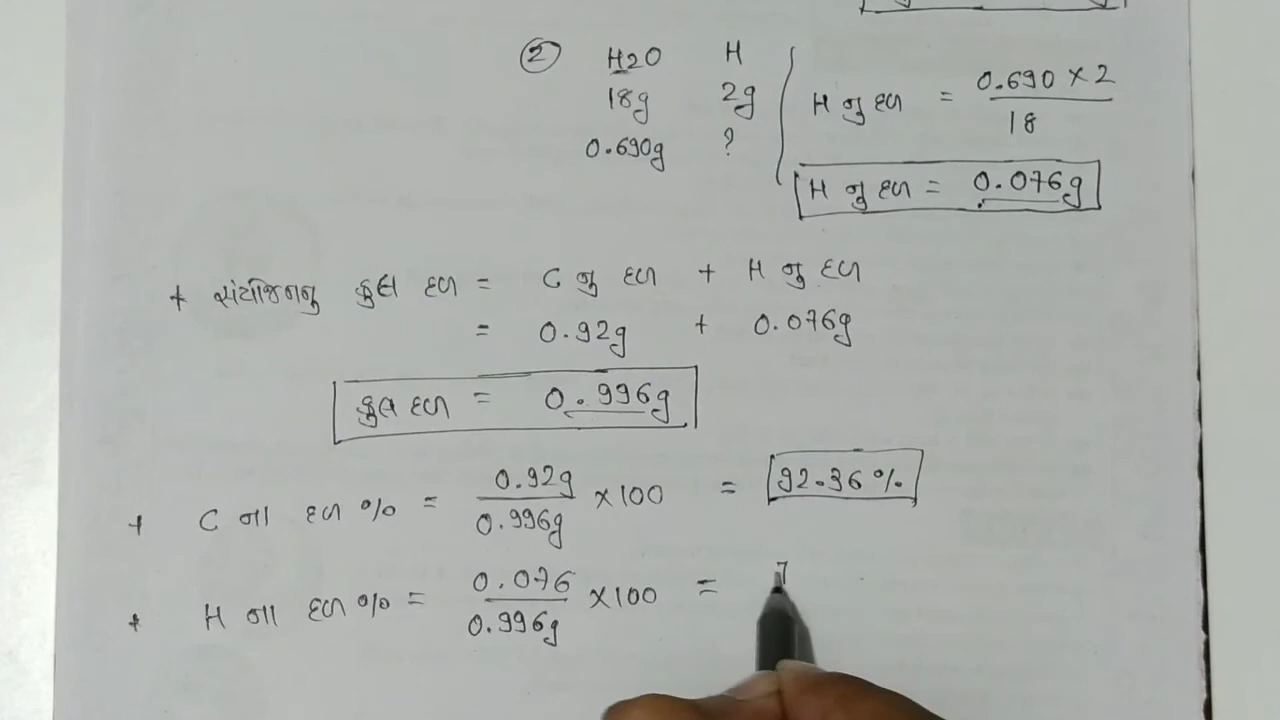 ② H2O H
18g 2g
0.690g ?
H નુ દળ = 0.690 × 2 / 18
H નુ દળ = 0.076g
+ સંયોજનનુ કુલ દળ = C નુ દળ + H નુ દળ
= 0.92g + 0.076g
કુલ દળ = 0.996g
+ C ના દળ % = 0.92g / 0.996g × 100 = 92.36 %
+ H ના દળ % = 0.076 / 0.996g × 100 = 7